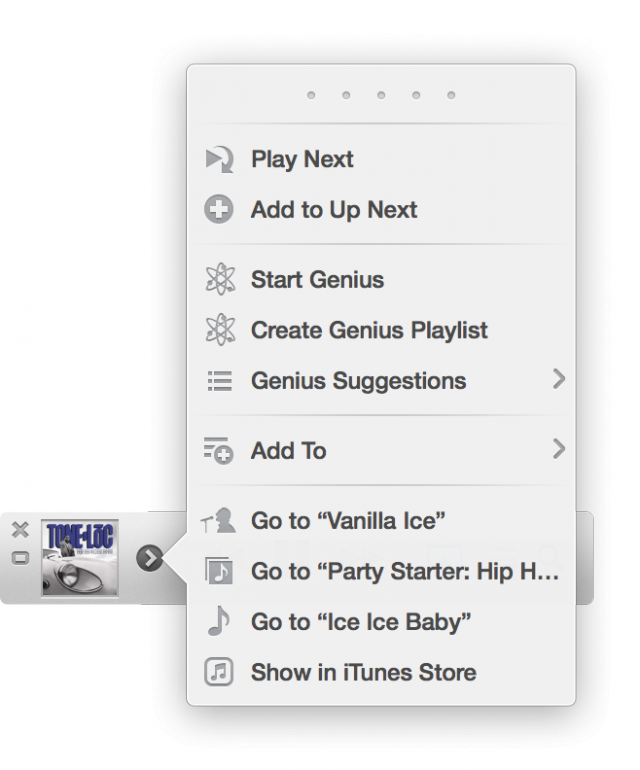 Play Next
Add to Up Next
Start Genius
Create Genius Playlist
Genius Suggestions
Add To
TONE-LŌC
Go to “Vanilla Ice”
Go to “Party Starter: Hip H...
Go to “Ice Ice Baby”
Show in iTunes Store